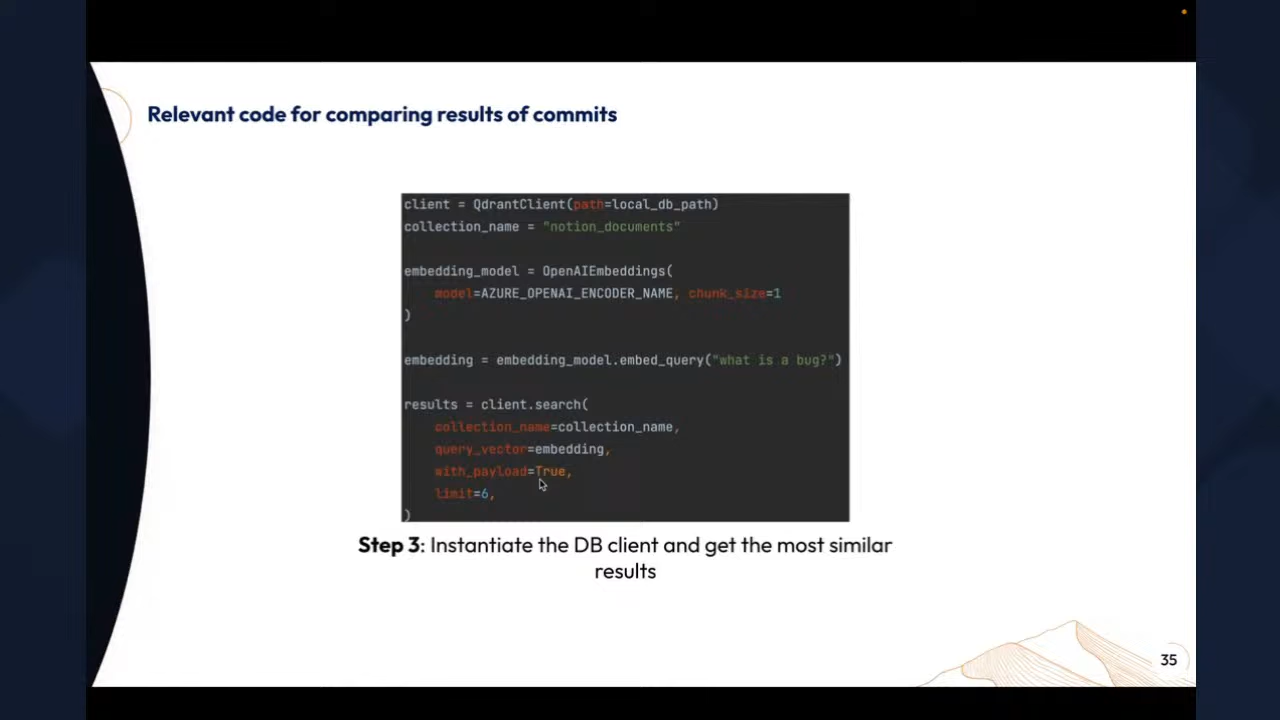 Relevant code for comparing results of commits
client = QdrantClient(path=local_db_path)
collection_name = "notion_documents"
embedding_model = OpenAIEmbeddings(
model=AZURE_OPENAI_ENCODER_NAME, chunk_size=1
)
embedding = embedding_model.embed_query("what is a bug?")
results = client.search(
collection_name=collection_name,
query_vector=embedding,
with_payload=True,
limit=6,
)
Step 3: Instantiate the DB client and get the most similar
results
35